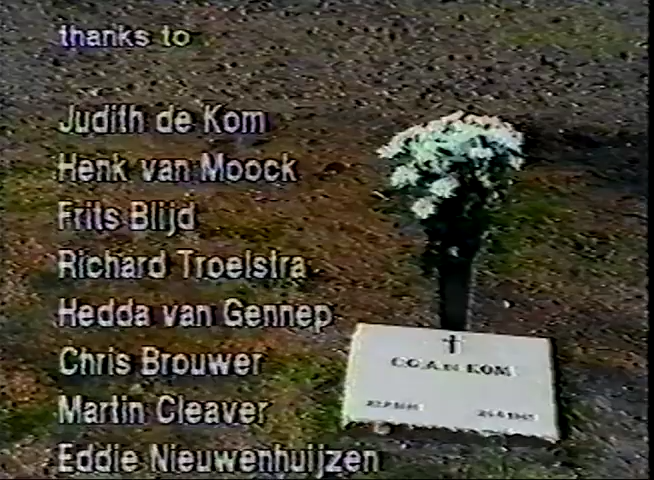 thanks to
Judith de Kom
Henk van Moock
Frits Blijd
Richard Troelstra
Hedda van Gennep
Chris Brouwer
Martin Cleaver
Eddie Nieuwenhuijzen
KOM